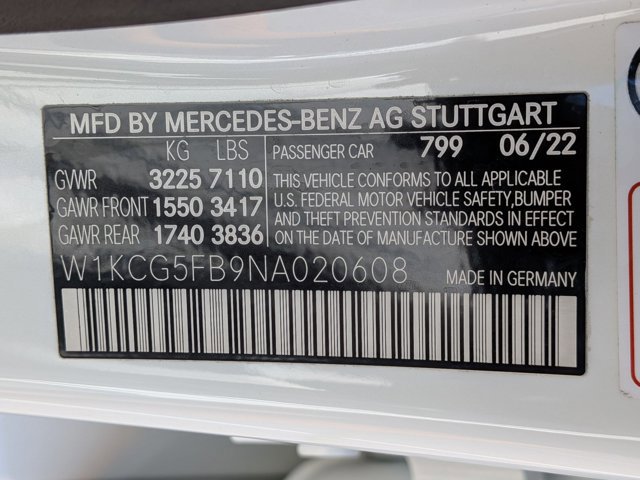 MFD BY MERCEDES-BENZ AG STUTTGART
KG LBS
GVWR 3225 7110
GAWR FRONT 1550 3417
GAWR REAR 1740 3836
PASSENGER CAR 799 06/22
THIS VEHICLE CONFORMS TO ALL APPLICABLE
U.S. FEDERAL MOTOR VEHICLE SAFETY,BUMPER
AND THEFT PREVENTION STANDARDS IN EFFECT
ON DATE OF MANUFACTURE SHOWN ABOVE
W1KCG5FB9NA020608
MADE IN GERMANY